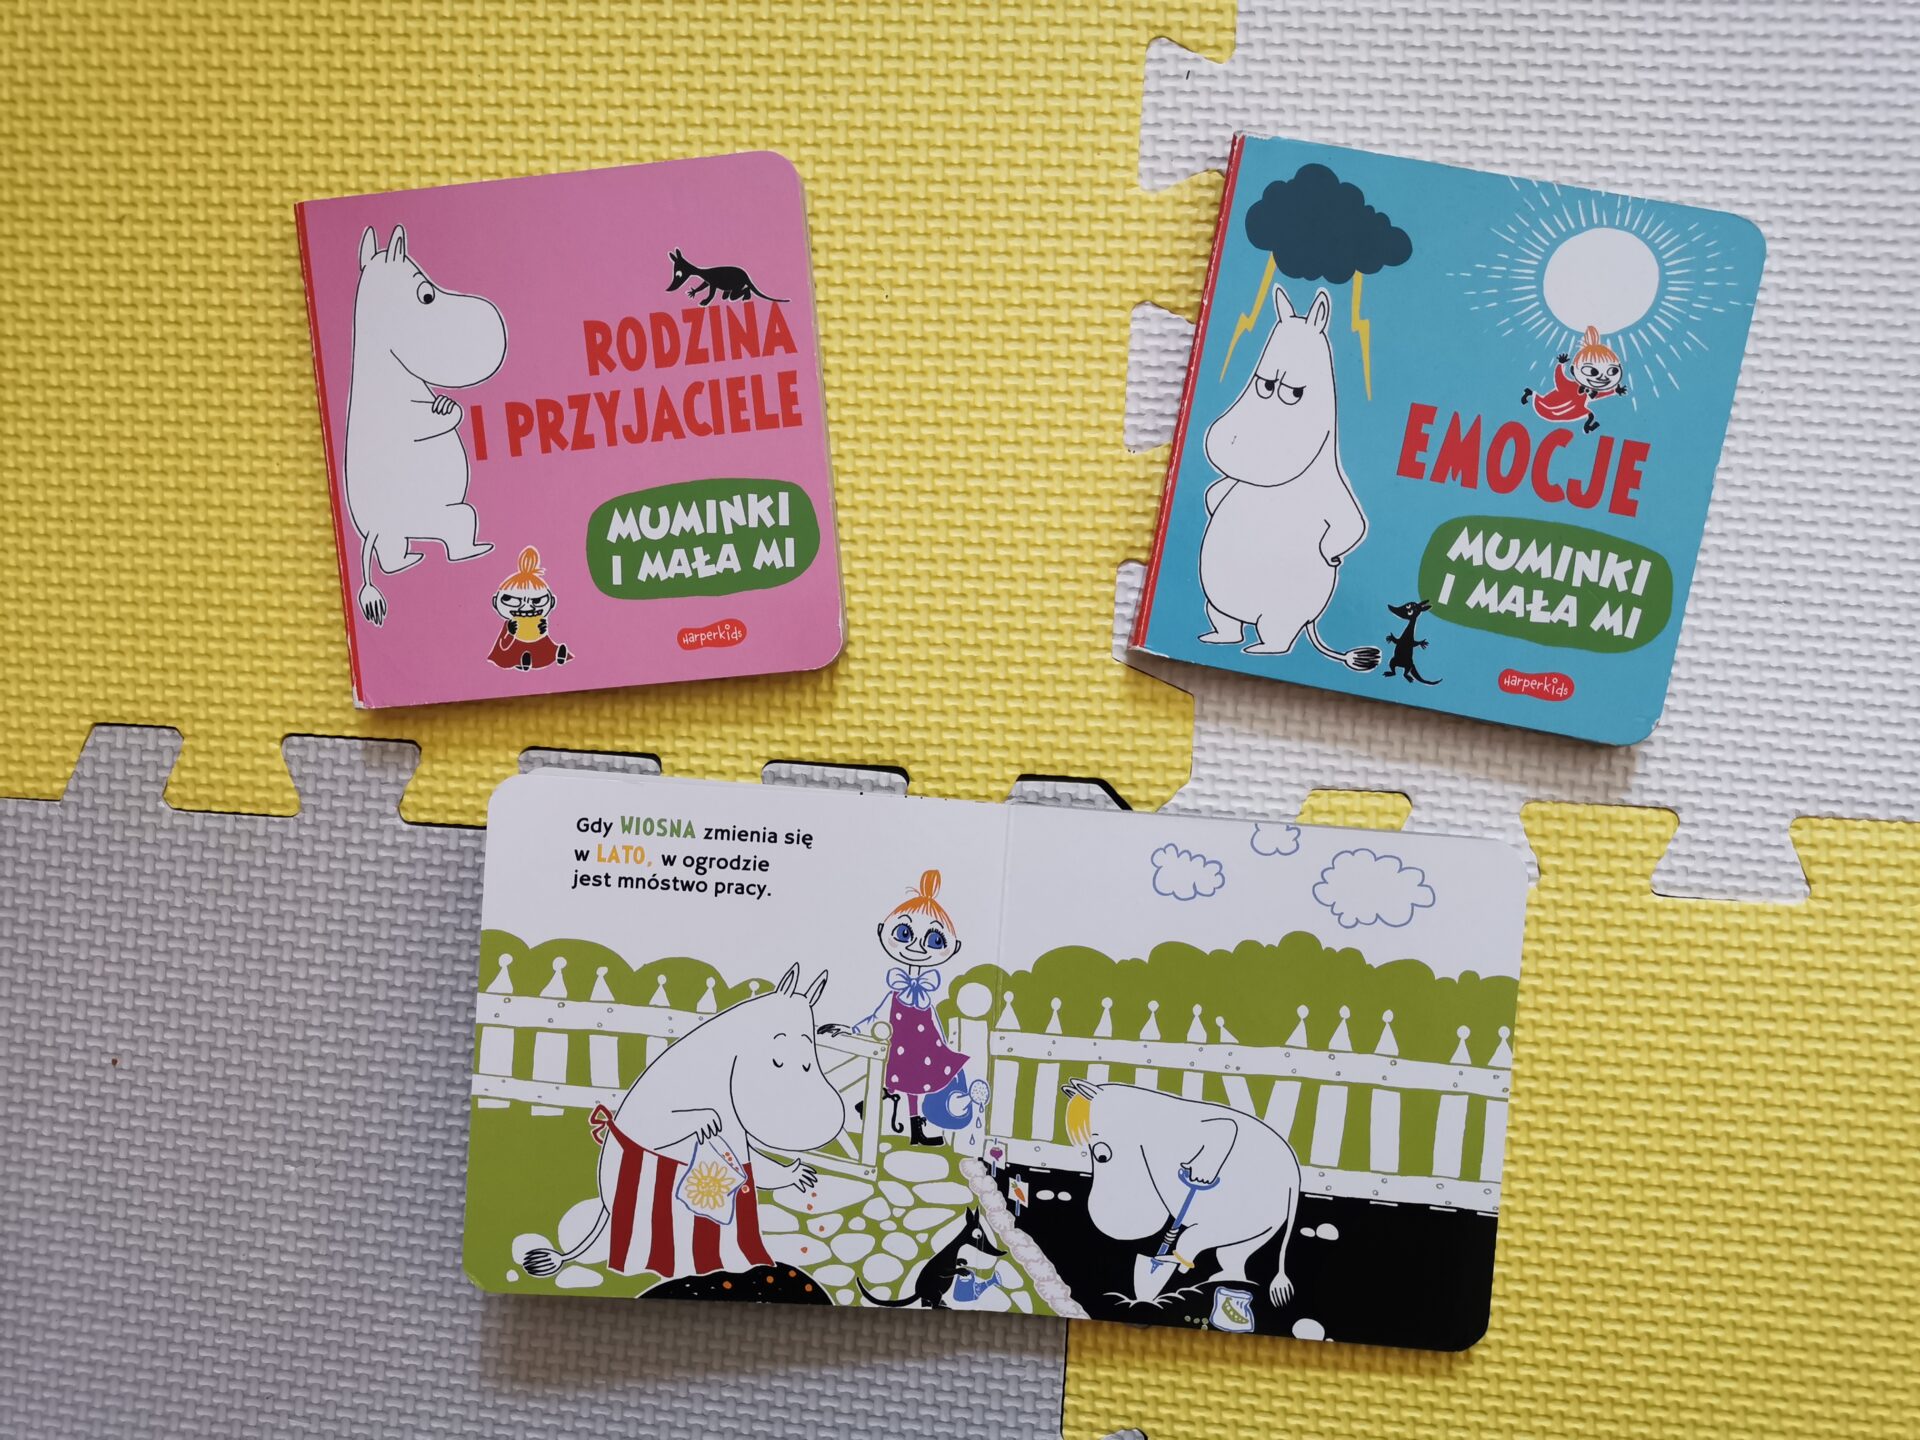 RODZINA
I PRZYJACIELE
MUMINKI
I MAŁA MI
HarperKids
EMOCJE
MUMINKI
I MAŁA MI
HarperKids
Gdy WIOSNA zmienia się
w LATO, w ogrodzie
jest mnóstwo pracy.